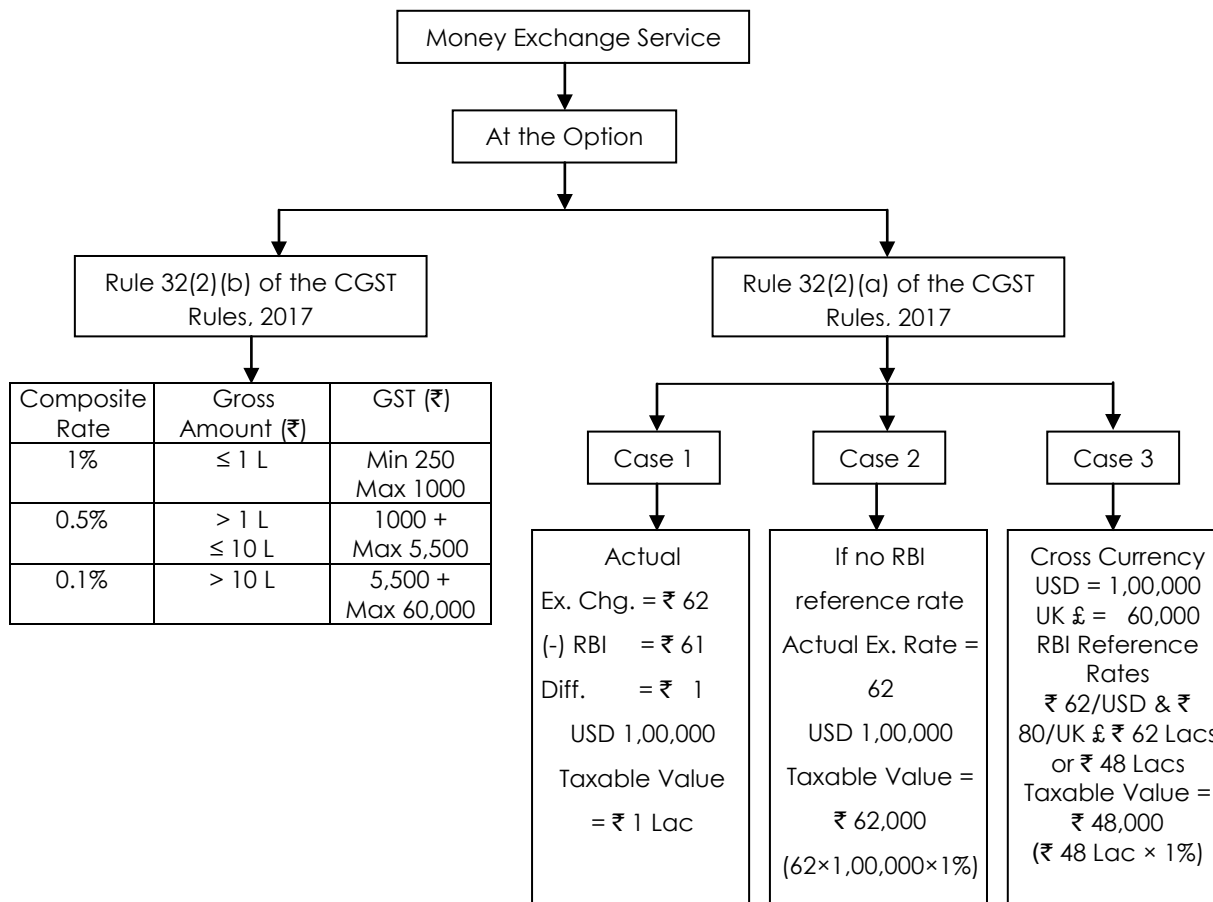 Money Exchange Service
At the Option
Rule 32(2)(b) of the CGST
Rules, 2017
Composite Rate | Gross Amount (₹) | GST (₹)
1% | ≤ 1 L | Min 250 Max 1000
0.5% | > 1 L ≤ 10 L | 1000 + Max 5,500
0.1% | > 10 L | 5,500 + Max 60,000
Rule 32(2)(a) of the CGST
Rules. 2017
Case 1
Actual
Ex. Chg. = ₹ 62
(-) RBI = ₹ 61
Diff. = ₹ 1
USD 1,00,000
Taxable Value
= ₹ 1 Lac
Case 2
If no RBI
reference rate
Actual Ex. Rate =
62
USD 1,00,000
Taxable Value =
₹ 62,000
(62×1,00,000×1%)
Case 3
Cross Currency
USD = 1,00,000
UK £ = 60,000
RBI Reference
Rates
₹ 62/USD & ₹
80/UK £ ₹ 62 Lacs
or ₹ 48 Lacs
Taxable Value =
₹ 48,000
(₹ 48 Lac × 1%)